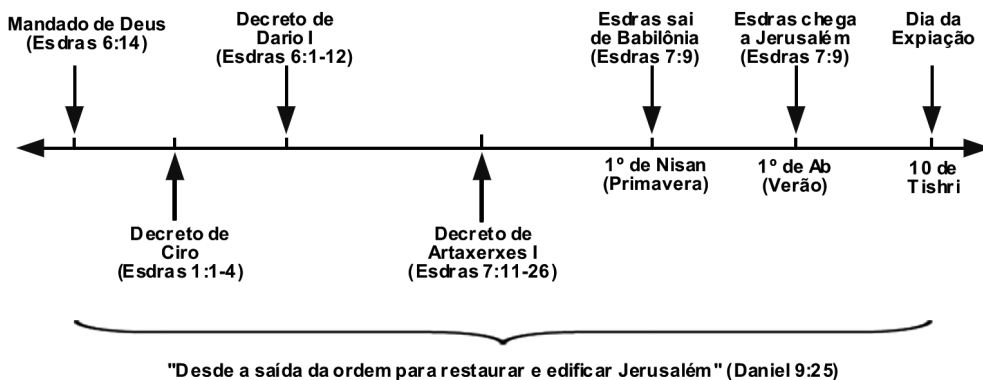 Mandado de Deus
(Esdras 6:14)
Decreto de
Dario I
(Esdras 6:1-12)
Esdras sai
de Babilônia
(Esdras 7:9)
Esdras chega
a Jerusalém
(Esdras 7:9)
Dia da
Expiação
1º de Nisan
(Primavera)
1º de Ab
(Verão)
10 de
Tishri
Decreto de
Ciro
(Esdras 1:1-4)
Decreto de
Artaxerxes I
(Esdras 7:11-26)
"Desde a saída da ordem para restaurar e edificar Jerusalém" (Daniel 9:25)